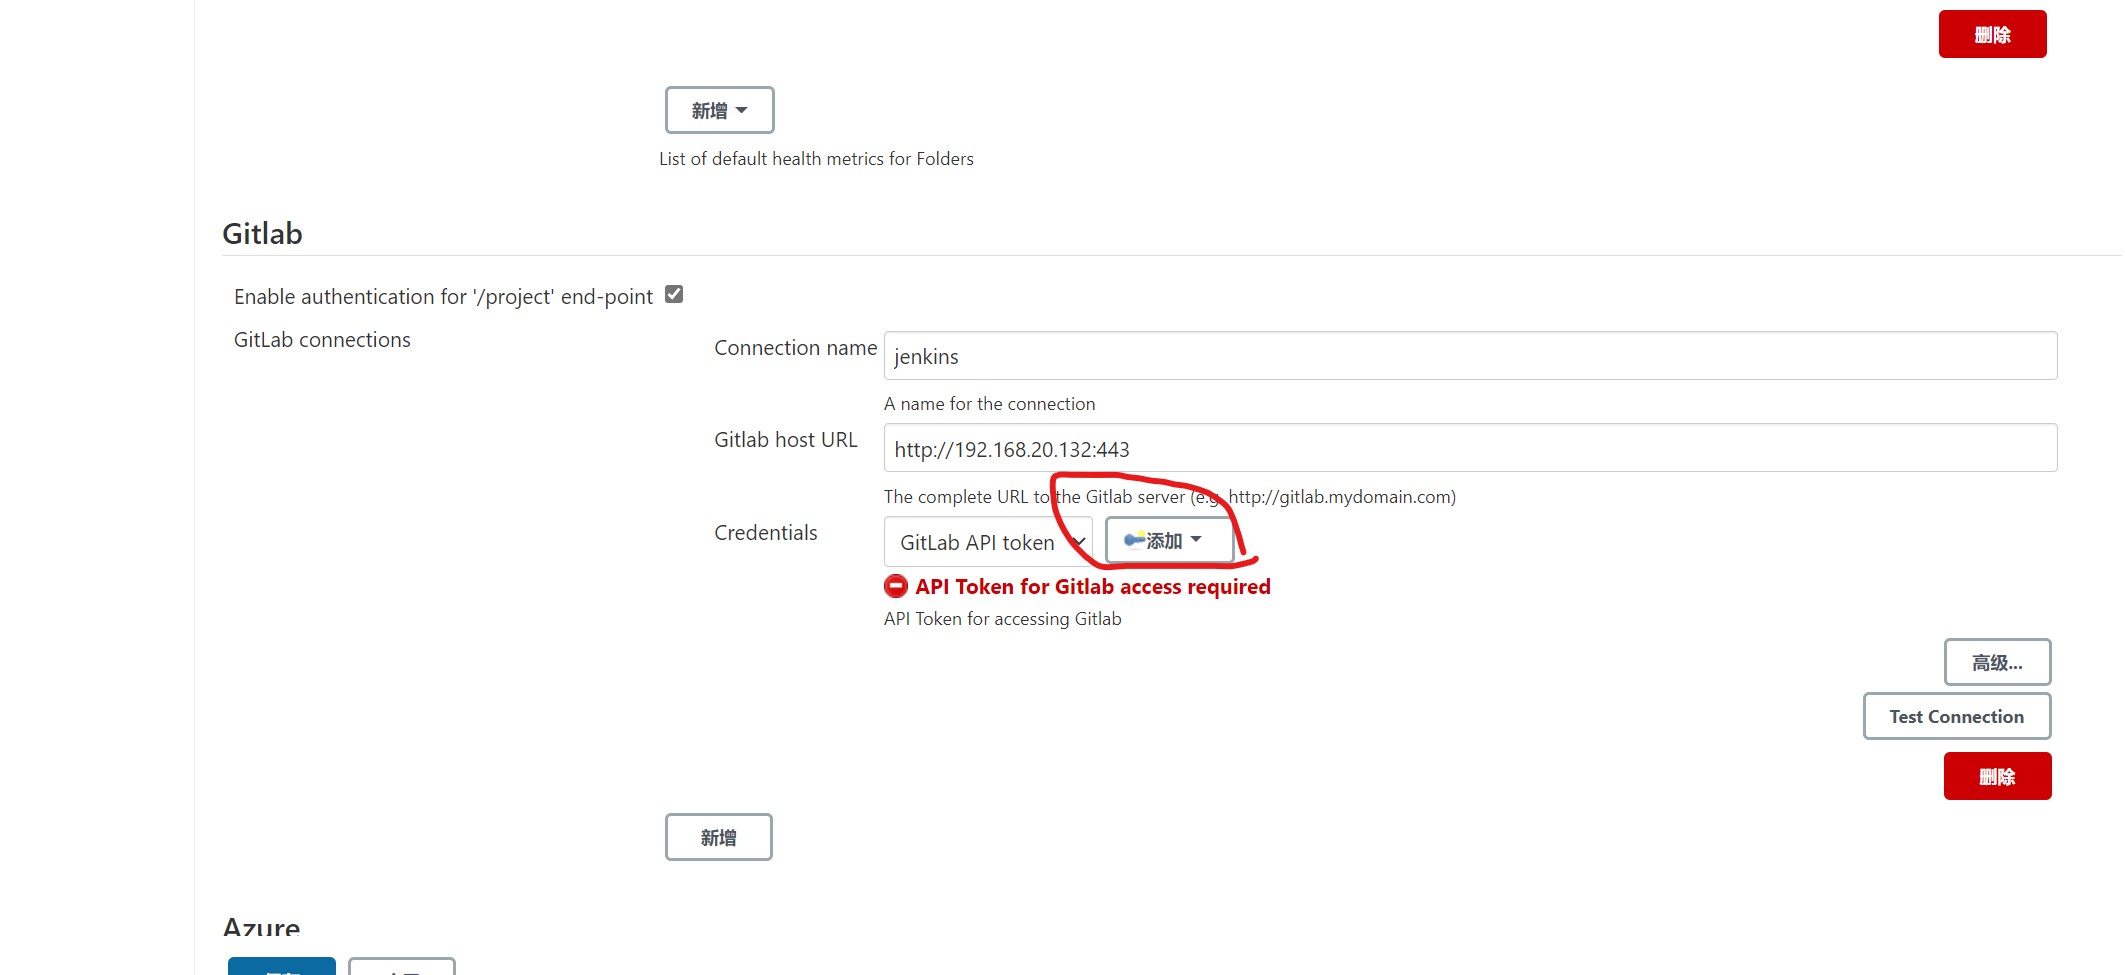 删除
新增
List of default health metrics for Folders
Gitlab
Enable authentication for '/project' end-point
GitLab connections
Connection name
jenkins
A name for the connection
Gitlab host URL
http://192.168.20.132:443
The complete URL to the Gitlab server (e.g. http://gitlab.mydomain.com)
Credentials
GitLab API token
添加
API Token for Gitlab access required
API Token for accessing Gitlab
高级...
Test Connection
删除
新增
Azure